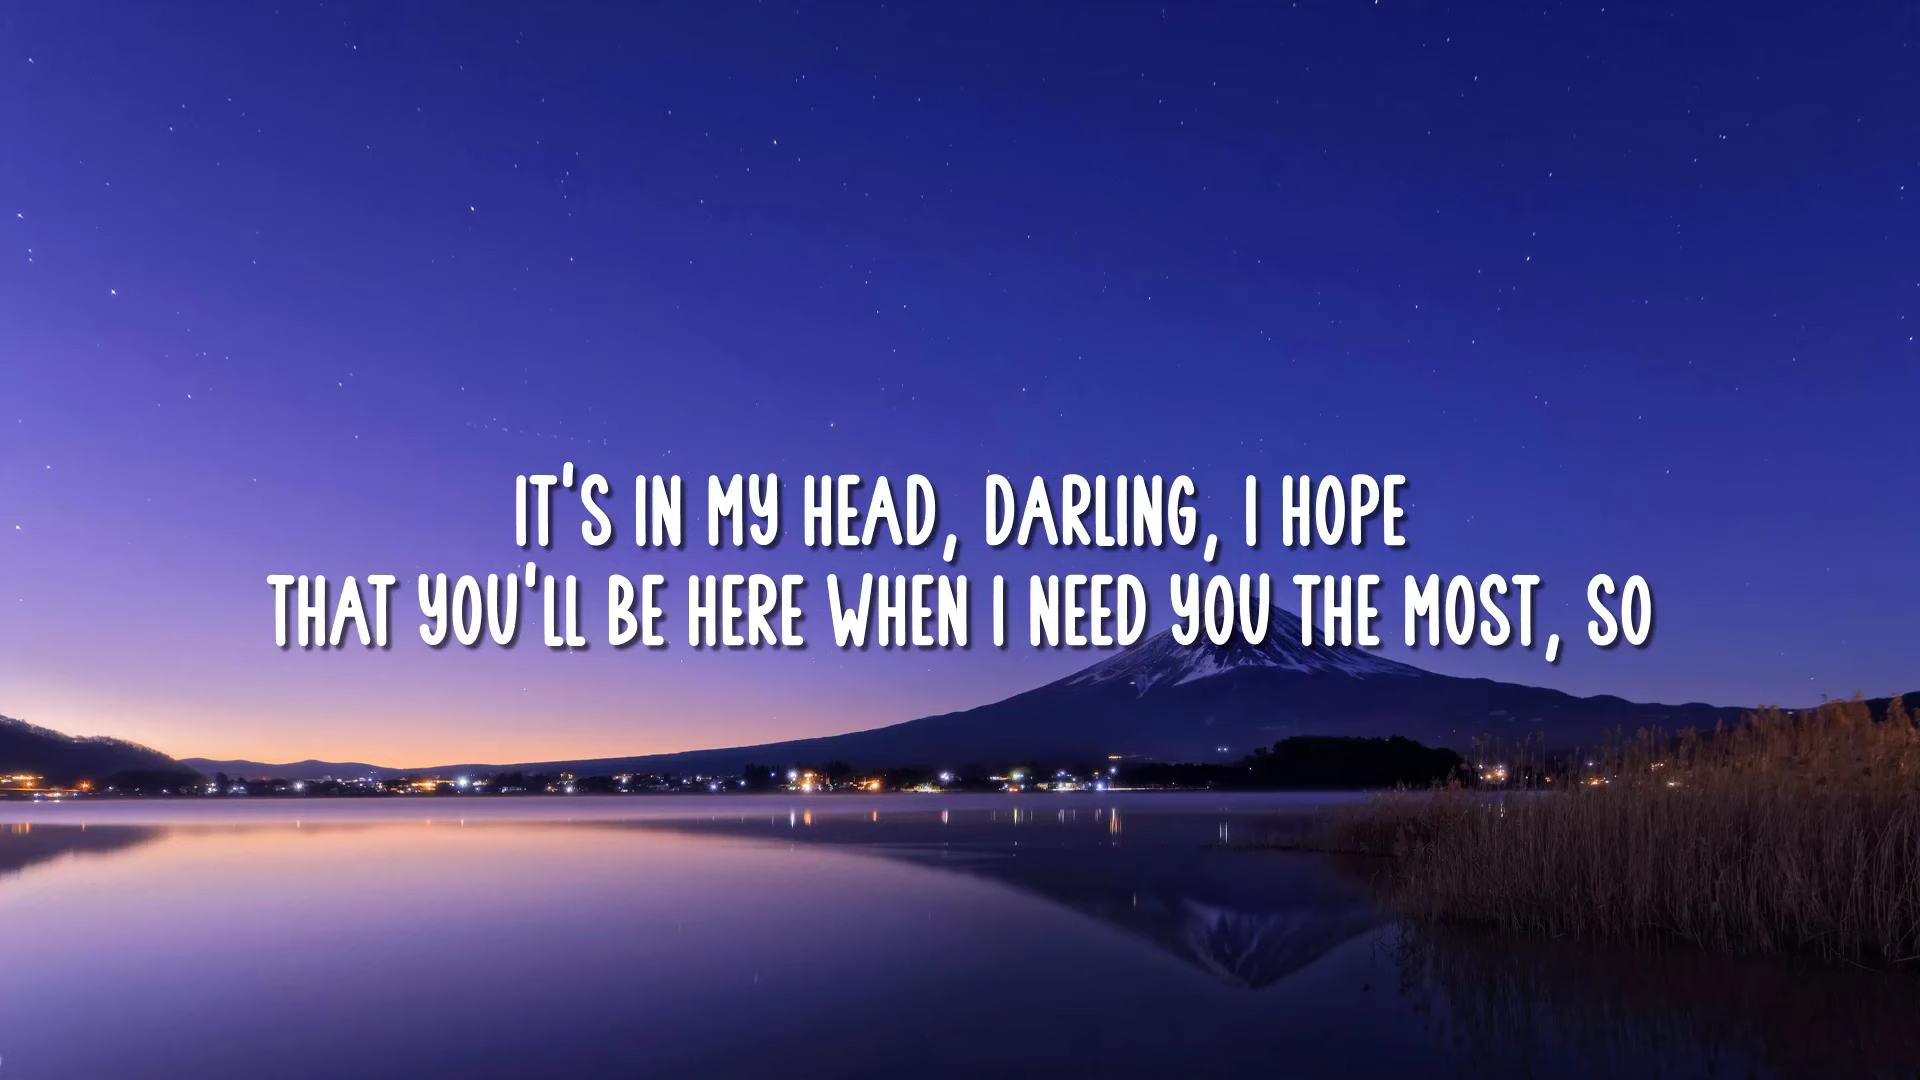 IT'S IN MY HEAD, DARLING, I HOPE
THAT YOU'LL BE HERE WHEN I NEED YOU THE MOST, SO